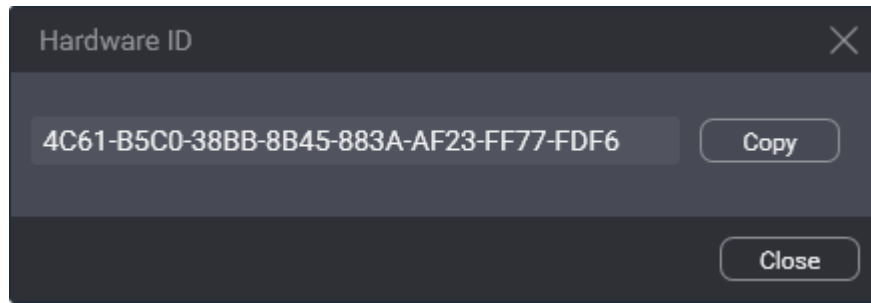 Hardware ID
4C61-B5C0-38BB-8B45-883A-AF23-FF77-FDF6
Copy
Close